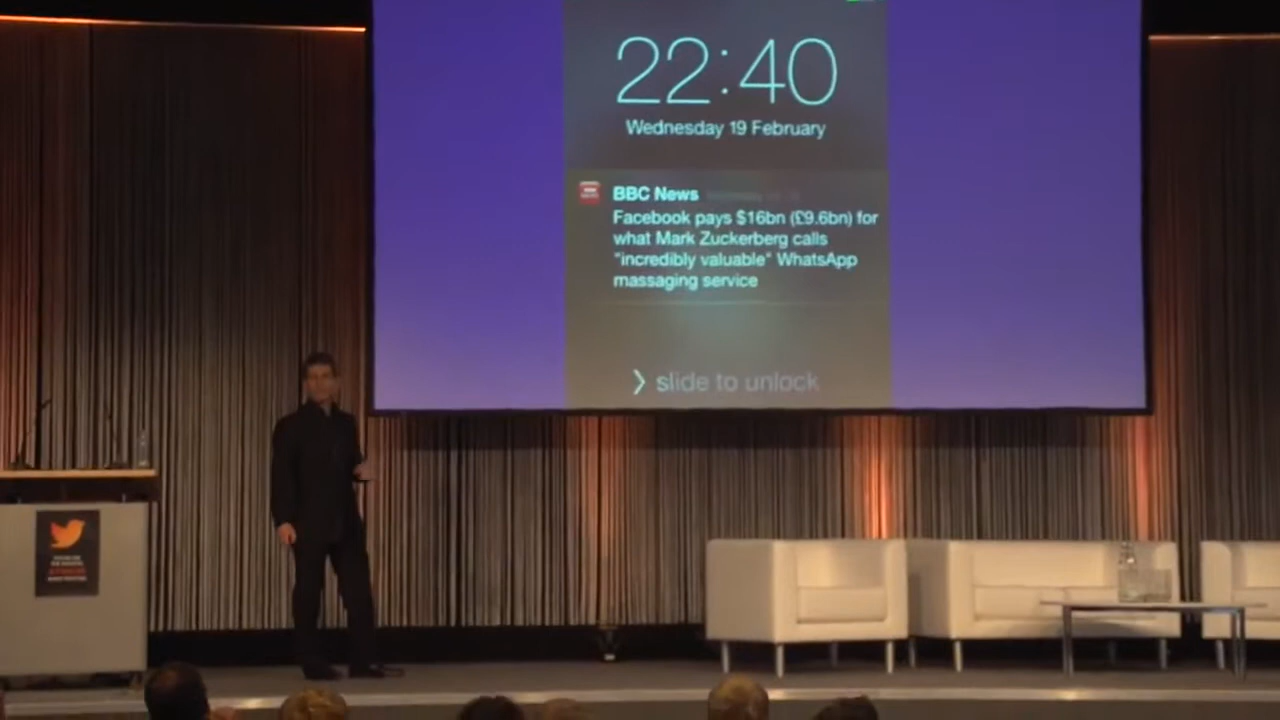 22:40
Wednesday 19 February
BBC News
Facebook pays $16bn (£9.6bn) for
what Mark Zuckerberg calls
"incredibly valuable" WhatsApp
massaging service
slide to unlock